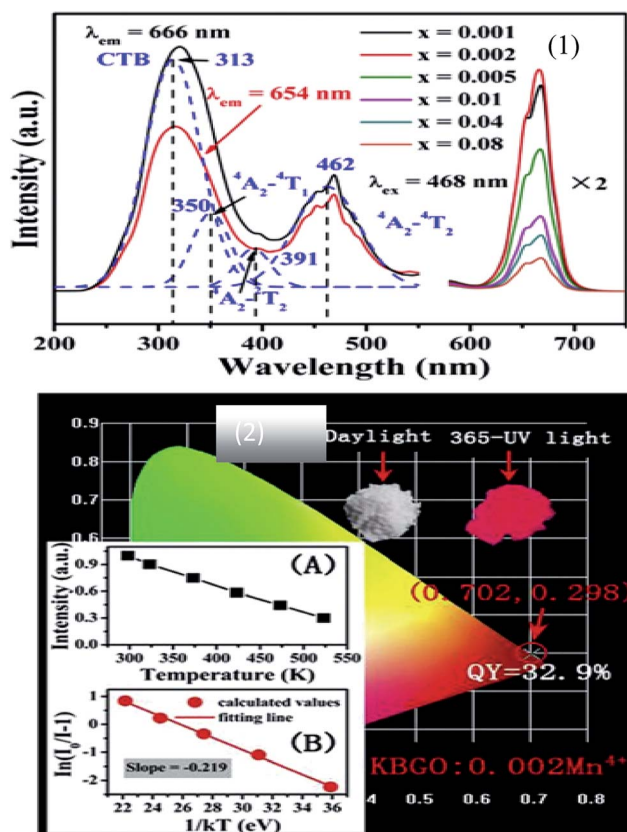 λem = 666 nm
CTB 313
λem = 654 nm
⁴A₂-⁴T₁
350
391
462
⁴A₂-⁴T₂
λex = 468 nm
x = 0.001
x = 0.002
x = 0.005
x = 0.01
x = 0.04
x = 0.08
(1)
×2
Intensity (a.u.)
200 300 400 500 600 700
Wavelength (nm)
(2)
Daylight 365-UV light
0.9
0.8
0.7
0.6
(0.702, 0.298)
QY=32.9%
KBGO:0.002Mn⁴⁺
0.5 0.6 0.7 0.8
(A)
Intensity (a.u.)
0.9
0.6
0.3
0.0
300 350 400 450 500 550
Temperature (K)
(B)
calculated values
fitting line
Slope = -0.219
ln(I₀/I-1)
1
0
-1
-2
22 24 26 28 30 32 34 36
1/kT (eV)